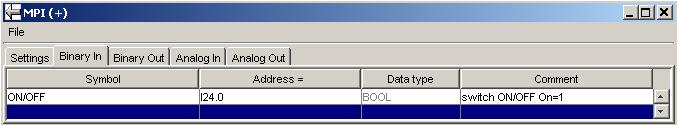 MPI (+)
File
Settings Binary In Binary Out Analog In Analog Out
Symbol Address = Data type Comment
ON/OFF I24.0 BOOL switch ON/OFF On=1